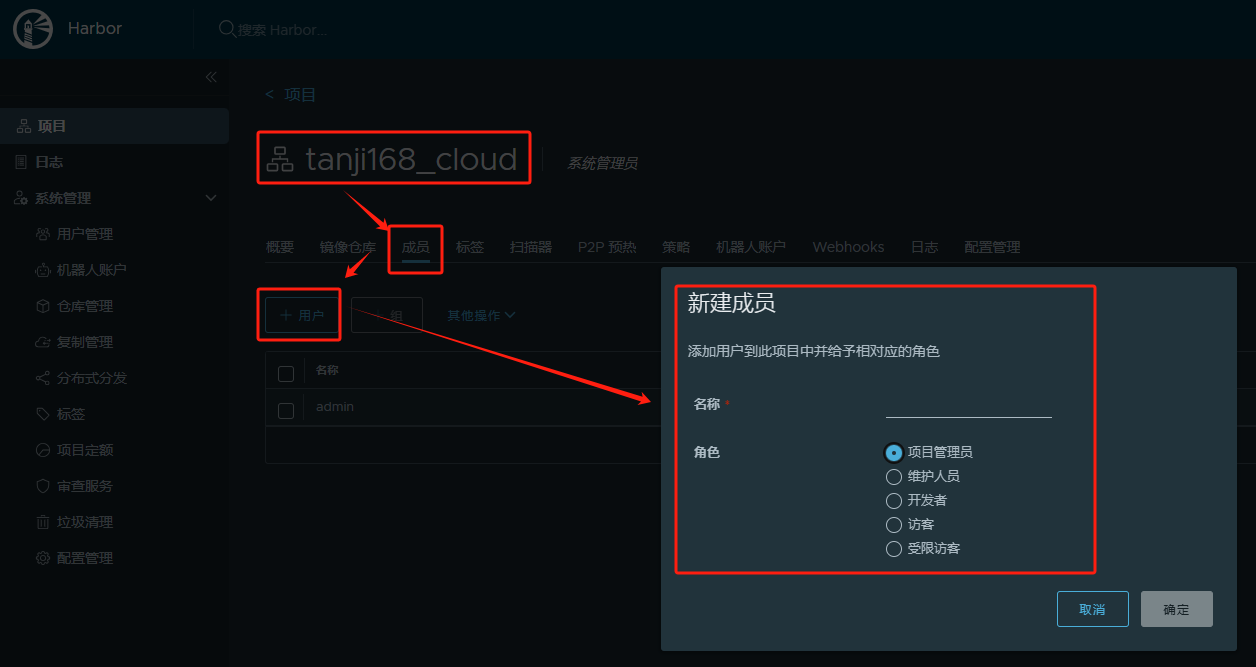 Harbor
搜索 Harbor...
项目
日志
系统管理
用户管理
机器人账户
仓库管理
复制管理
分布式分发
标签
项目定额
审查服务
垃圾清理
配置管理
< 项目
tanji168_cloud
系统管理员
概要 镜像仓库 成员 标签 扫描器 P2P 预热 策略 机器人账户 Webhooks 日志 配置管理
+ 用户 + 组 其他操作
名称
admin
新建成员
添加用户到此项目中并给予相对应的角色
名称 *
角色
项目管理员
维护人员
开发者
访客
受限访客
取消 确定